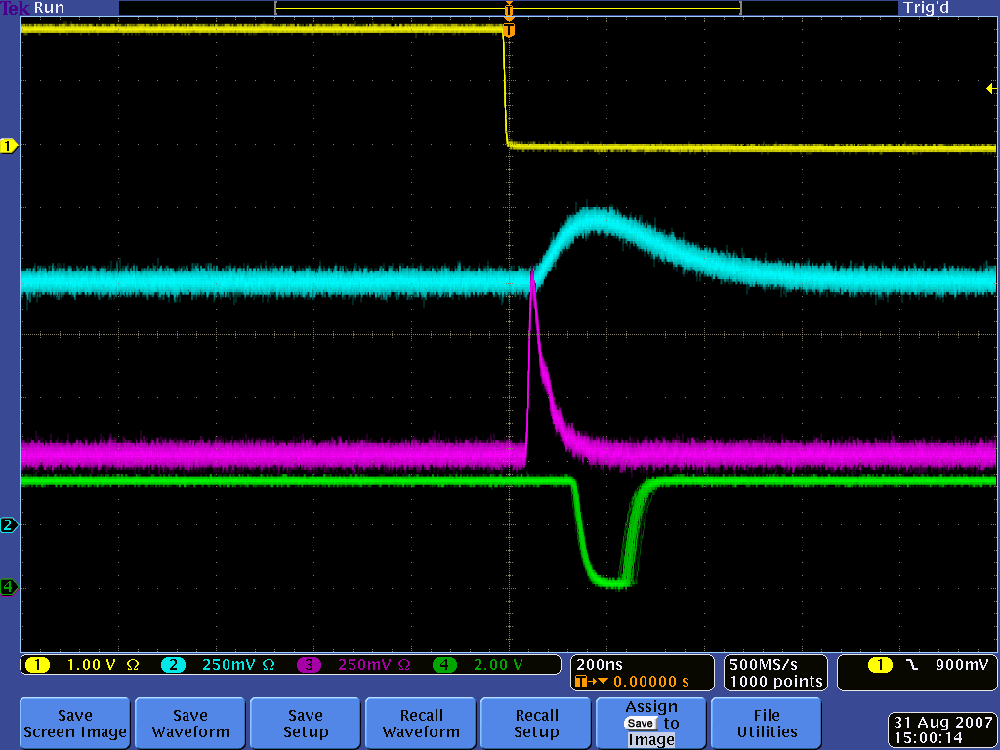 Tek Run Trig'd
T
T
1
2
4
1 1.00 V Ω 2 250mV Ω 3 250mV Ω 4 2.00 V
200ns
T→▼ 0.00000 s
500MS/s
1000 points
1 ﹨ 900mV
Save
Screen Image
Save
Waveform
Save
Setup
Recall
Waveform
Recall
Setup
Assign
Save to
Image
File
Utilities
31 Aug 2007
15:00:14